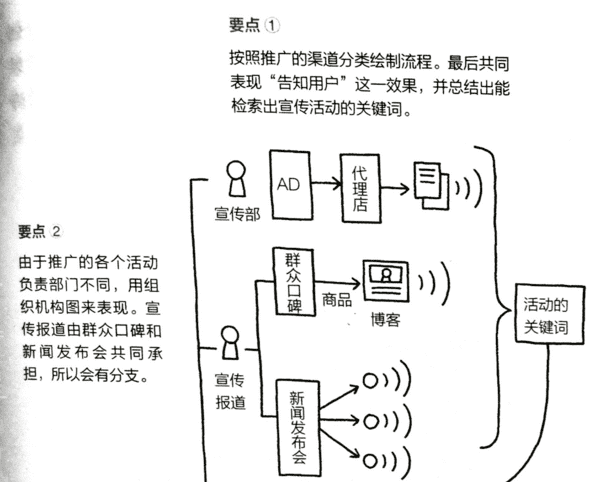 要点 ①
按照推广的渠道分类绘制流程。最后共同
表现“告知用户”这一效果，并总结出能
检索出宣传活动的关键词。
宣传部
AD
代理店
要点 ②
由于推广的各个活动
负责部门不同，用组
织机构图来表现。宣
传报道由群众口碑和
新闻发布会共同承
担，所以会有分支。
群众口碑
商品
博客
活动的
关键词
宣传
报道
新闻发布会